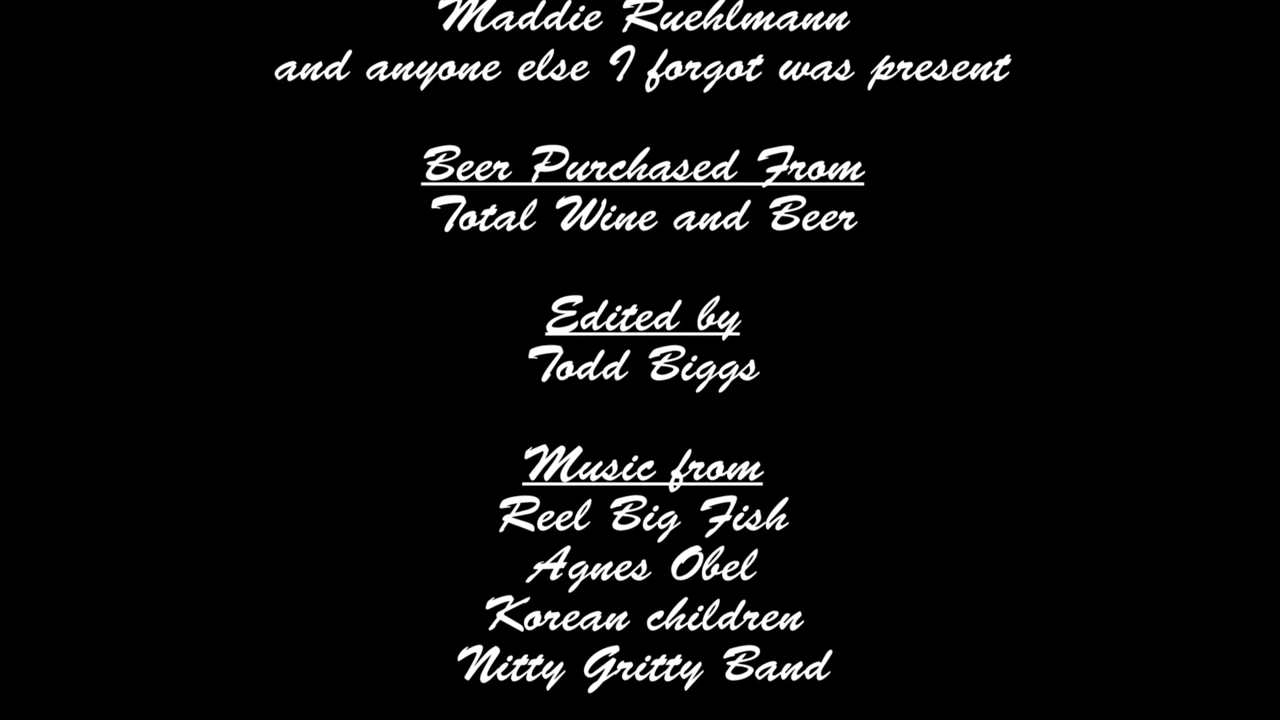 Maddie Ruehlmann
and anyone else I forgot was present
Beer Purchased From
Total Wine and Beer
Edited by
Todd Biggs
Music from
Reel Big Fish
Agnes Obel
Korean children
Nitty Gritty Band